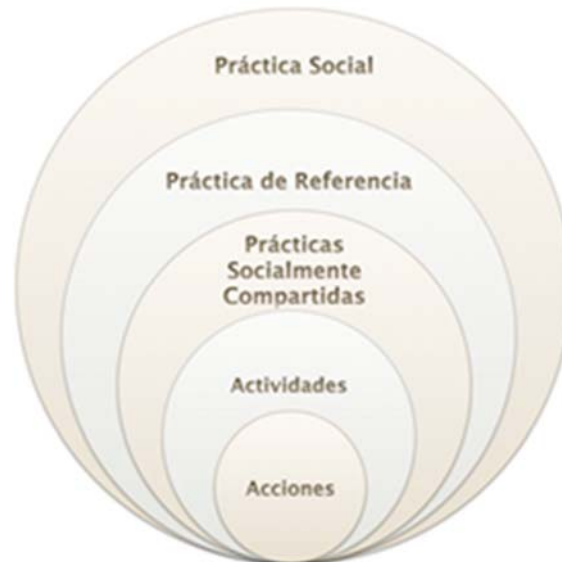 Práctica Social
Práctica de Referencia
Prácticas
Socialmente
Compartidas
Actividades
Acciones